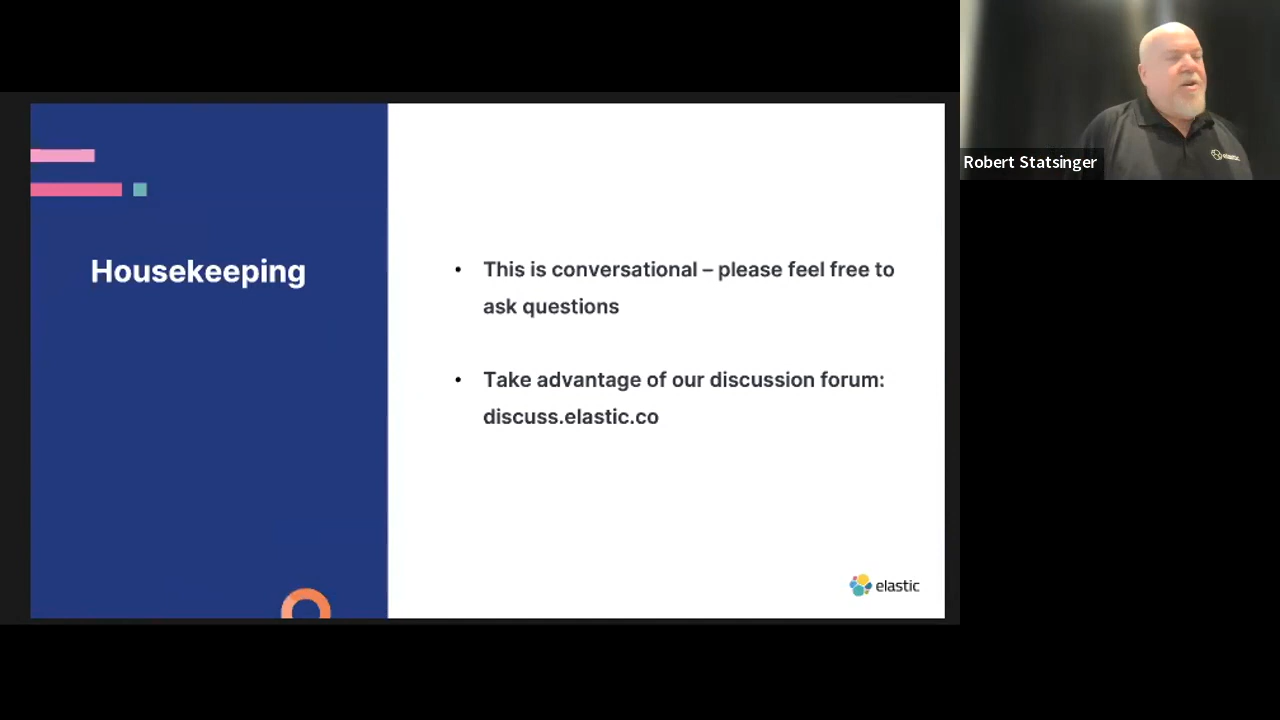 Housekeeping
• This is conversational – please feel free to
ask questions
• Take advantage of our discussion forum:
discuss.elastic.co
elastic
Robert Statsinger
elastic